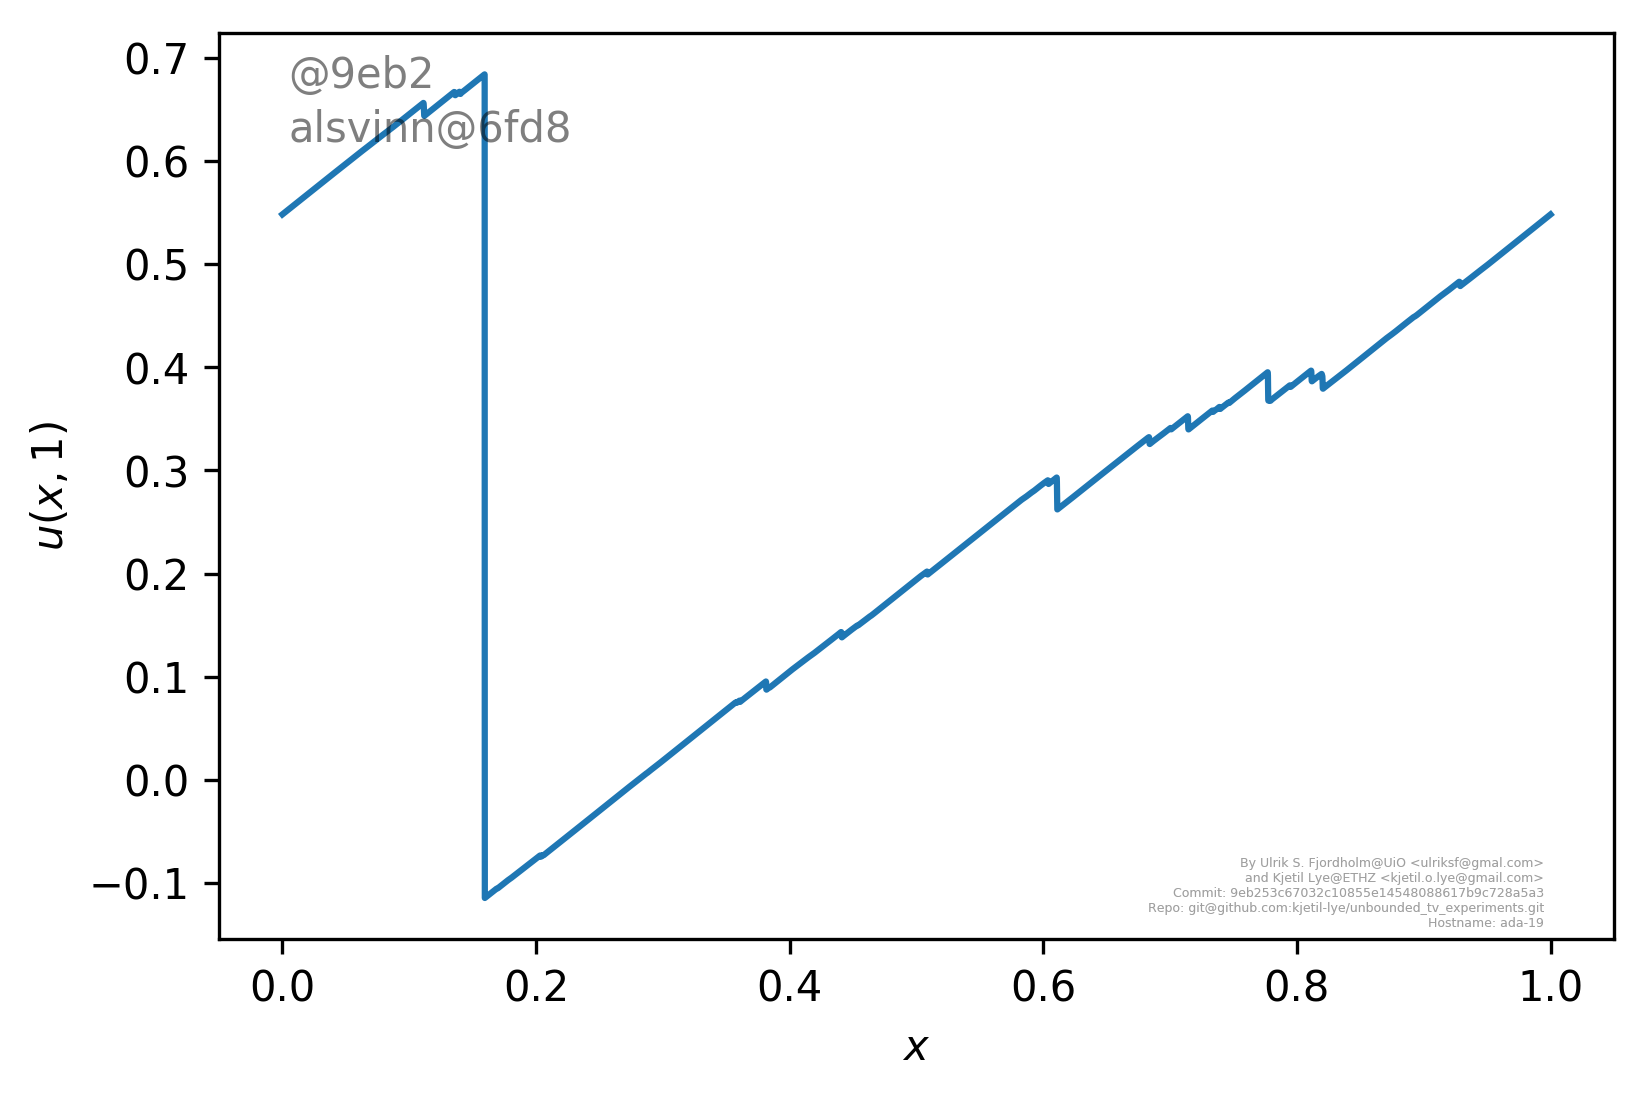 0.7
0.6
0.5
0.4
0.3
0.2
0.1
0.0
−0.1
u(x, 1)
@9eb2
alsvinn@6fd8
By Ulrik S. Fjordholm@UiO <ulriksf@gmal.com>
and Kjetil Lye@ETHZ <kjetil.o.lye@gmail.com>
Commit: 9eb253c67032c10855e14548088617b9c728a5a3
Repo: git@github.com:kjetil-lye/unbounded_tv_experiments.git
Hostname: ada-19
0.0 0.2 0.4 0.6 0.8 1.0
x